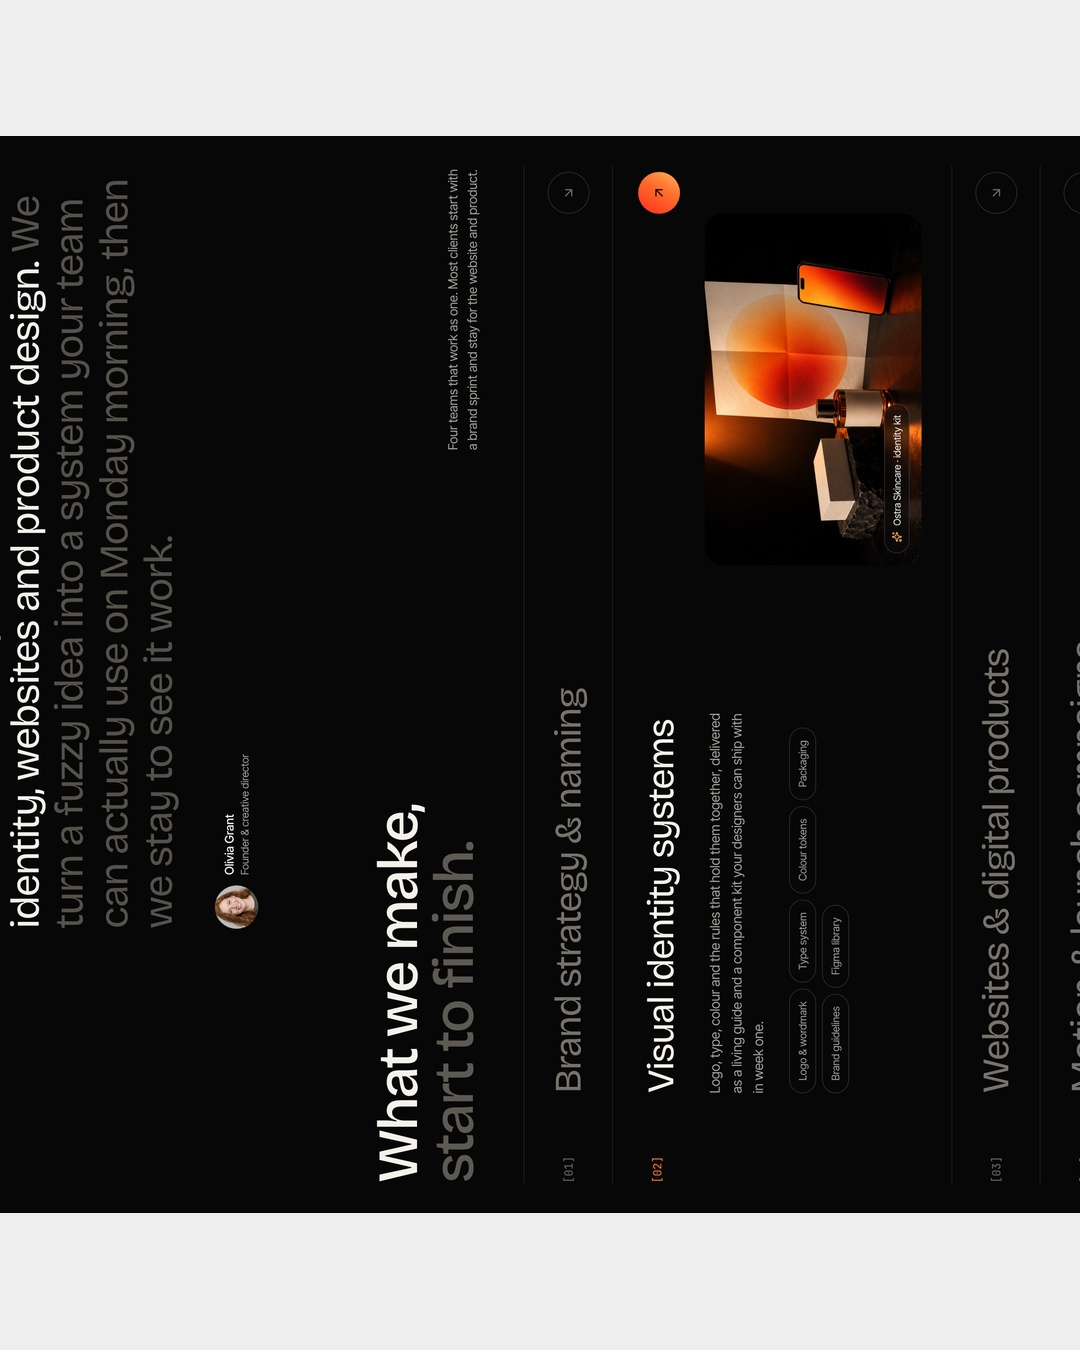 identity, websites and product design. We
turn a fuzzy idea into a system your team
can actually use on Monday morning, then
we stay to see it work.
Olivia Grant
Founder & creative director
What we make,
start to finish.
Four teams that work as one. Most clients start with
a brand sprint and stay for the website and product.
[01]
Brand strategy & naming
[02]
Visual identity systems
Logo, type, colour and the rules that hold them together, delivered
as a living guide and a component kit your designers can ship with
in week one.
Logo & wordmark
Type system
Colour tokens
Packaging
Brand guidelines
Figma library
Ostra Skincare · identity kit
[03]
Websites & digital products